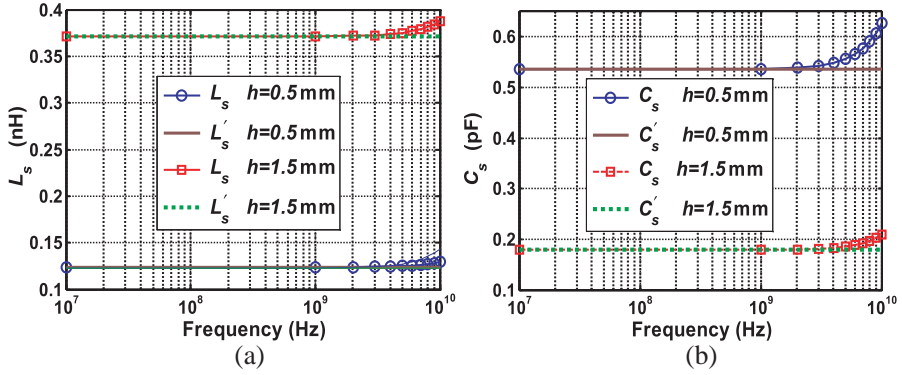 0.4
0.35
0.3
0.25
0.2
0.15
0.1
L_s (nH)
L_s h=0.5mm
L_s' h=0.5mm
L_s h=1.5mm
L_s' h=1.5mm
10^7 10^8 10^9 10^10
Frequency (Hz)
(a)
0.6
0.5
0.4
0.3
0.2
0.1
C_s (pF)
C_s h=0.5mm
C_s' h=0.5mm
C_s h=1.5mm
C_s' h=1.5mm
10^7 10^8 10^9 10^10
Frequency (Hz)
(b)